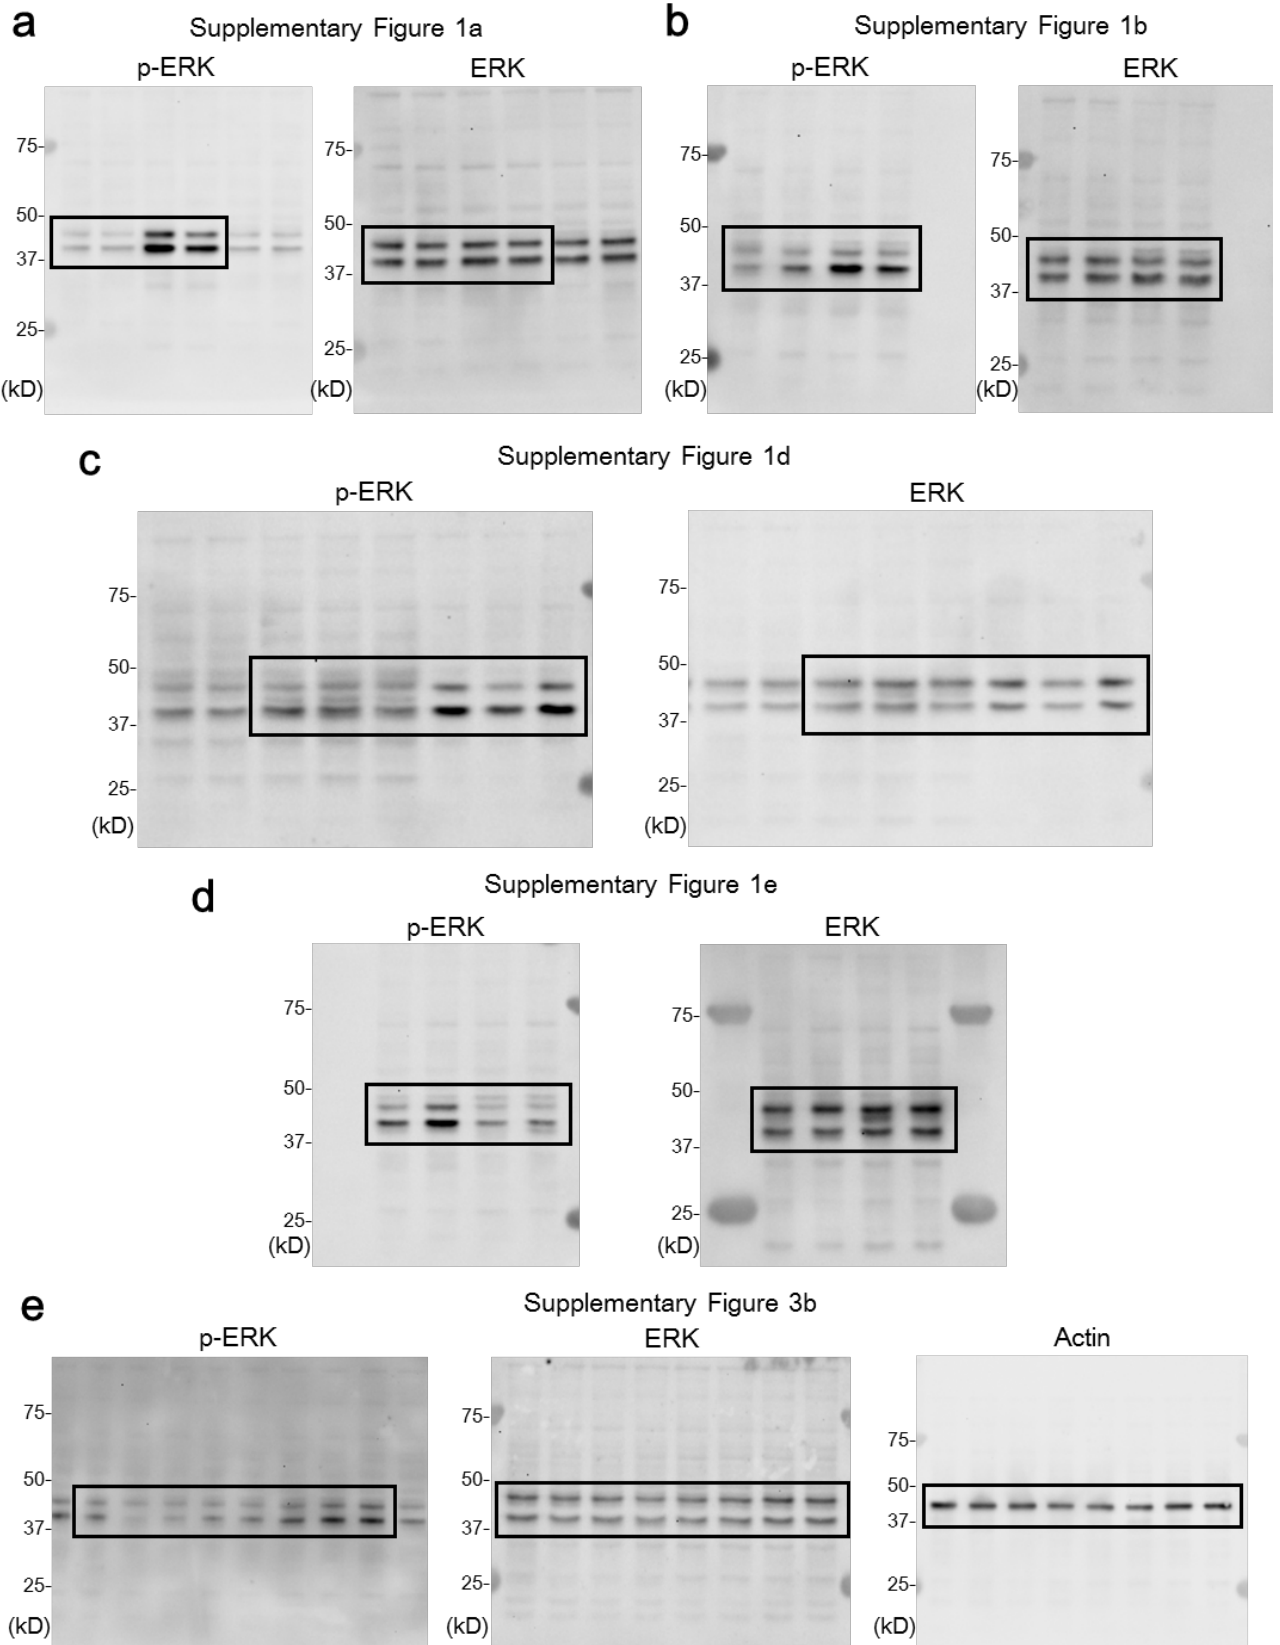 a
Supplementary Figure 1a
p-ERK
ERK
75-
50-
37-
25-
(kD)
75-
50-
37-
25-
(kD)
b
Supplementary Figure 1b
p-ERK
ERK
75-
50-
37-
25-
(kD)
75-
50-
37-
25-
(kD)
c
Supplementary Figure 1d
p-ERK
ERK
75-
50-
37-
25-
(kD)
75-
50-
37-
25-
(kD)
d
Supplementary Figure 1e
p-ERK
ERK
75-
50-
37-
25-
(kD)
75-
50-
37-
25-
(kD)
e
Supplementary Figure 3b
p-ERK
ERK
Actin
75-
50-
37-
25-
(kD)
75-
50-
37-
25-
(kD)
75-
50-
37-
25-
(kD)